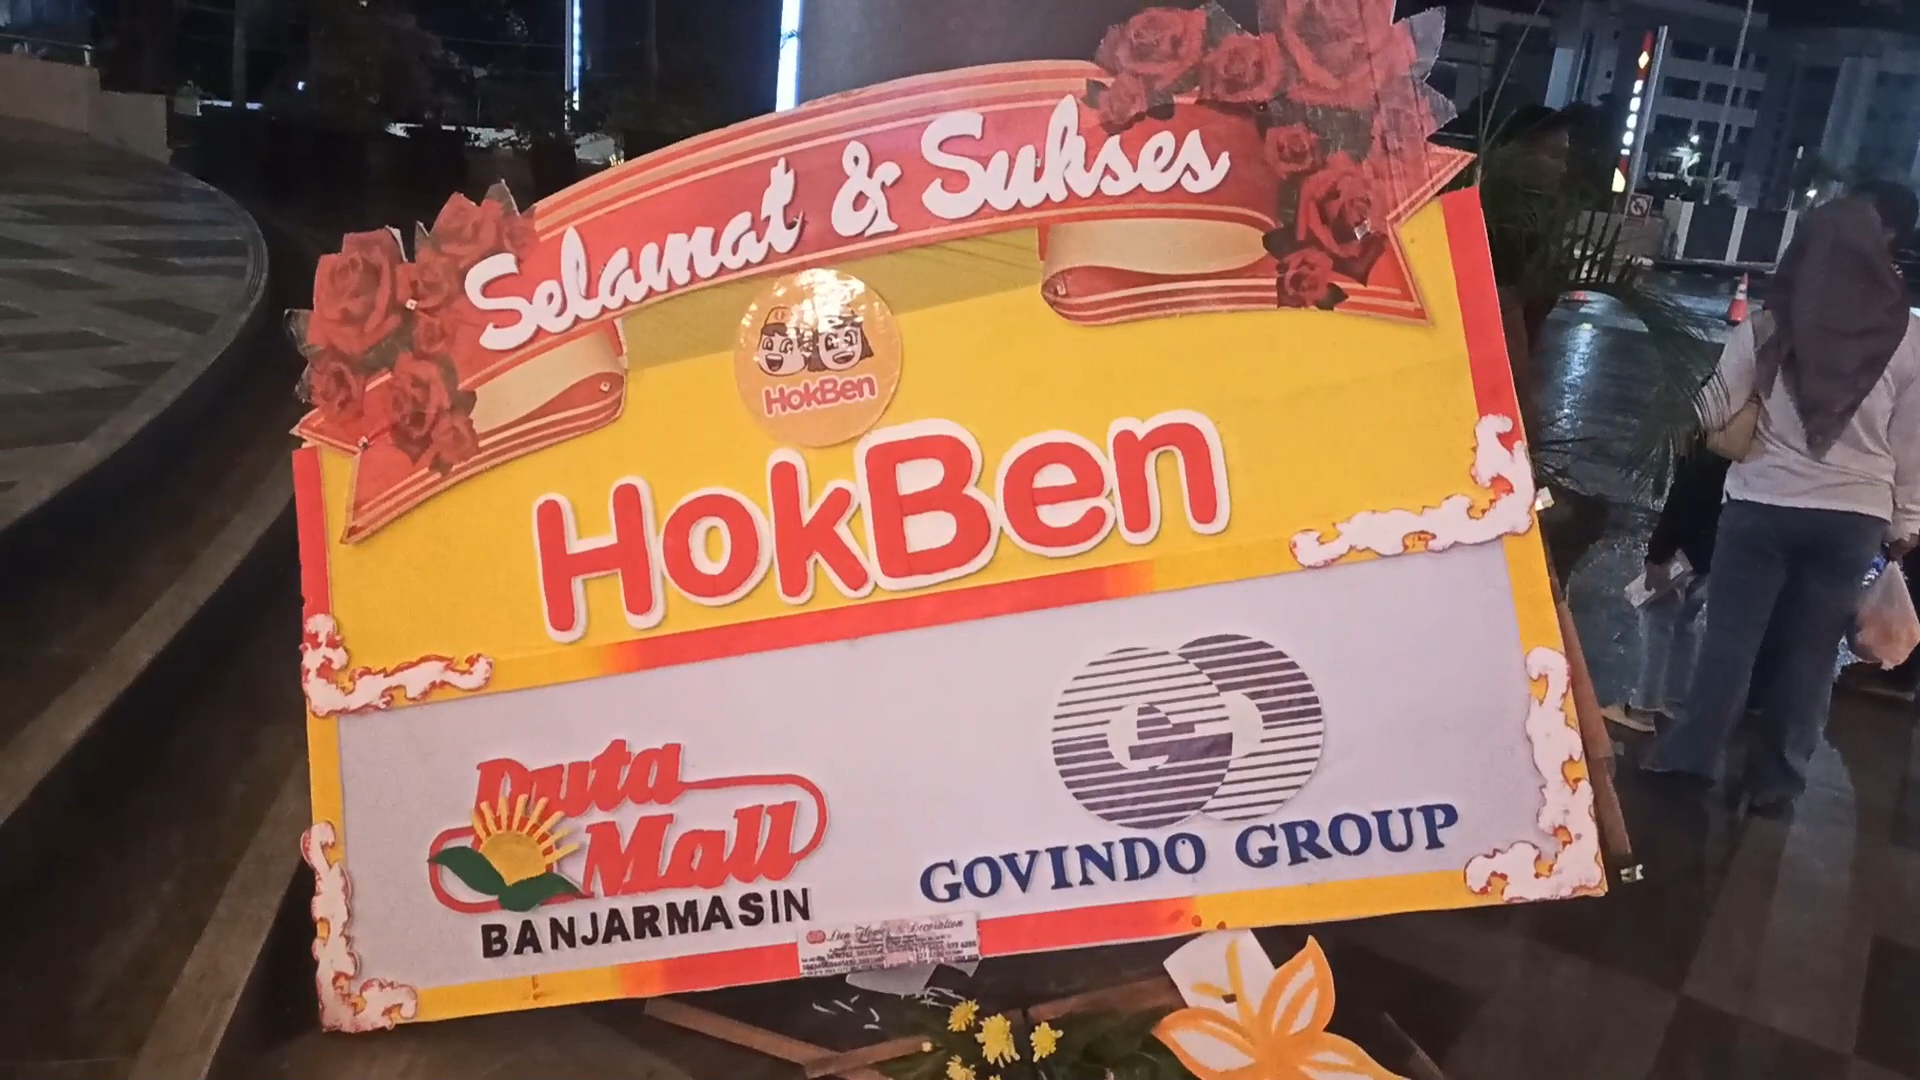 Selamat & Sukses
HokBen
HokBen
Duta
Mall
BANJARMASIN
GOVINDO GROUP